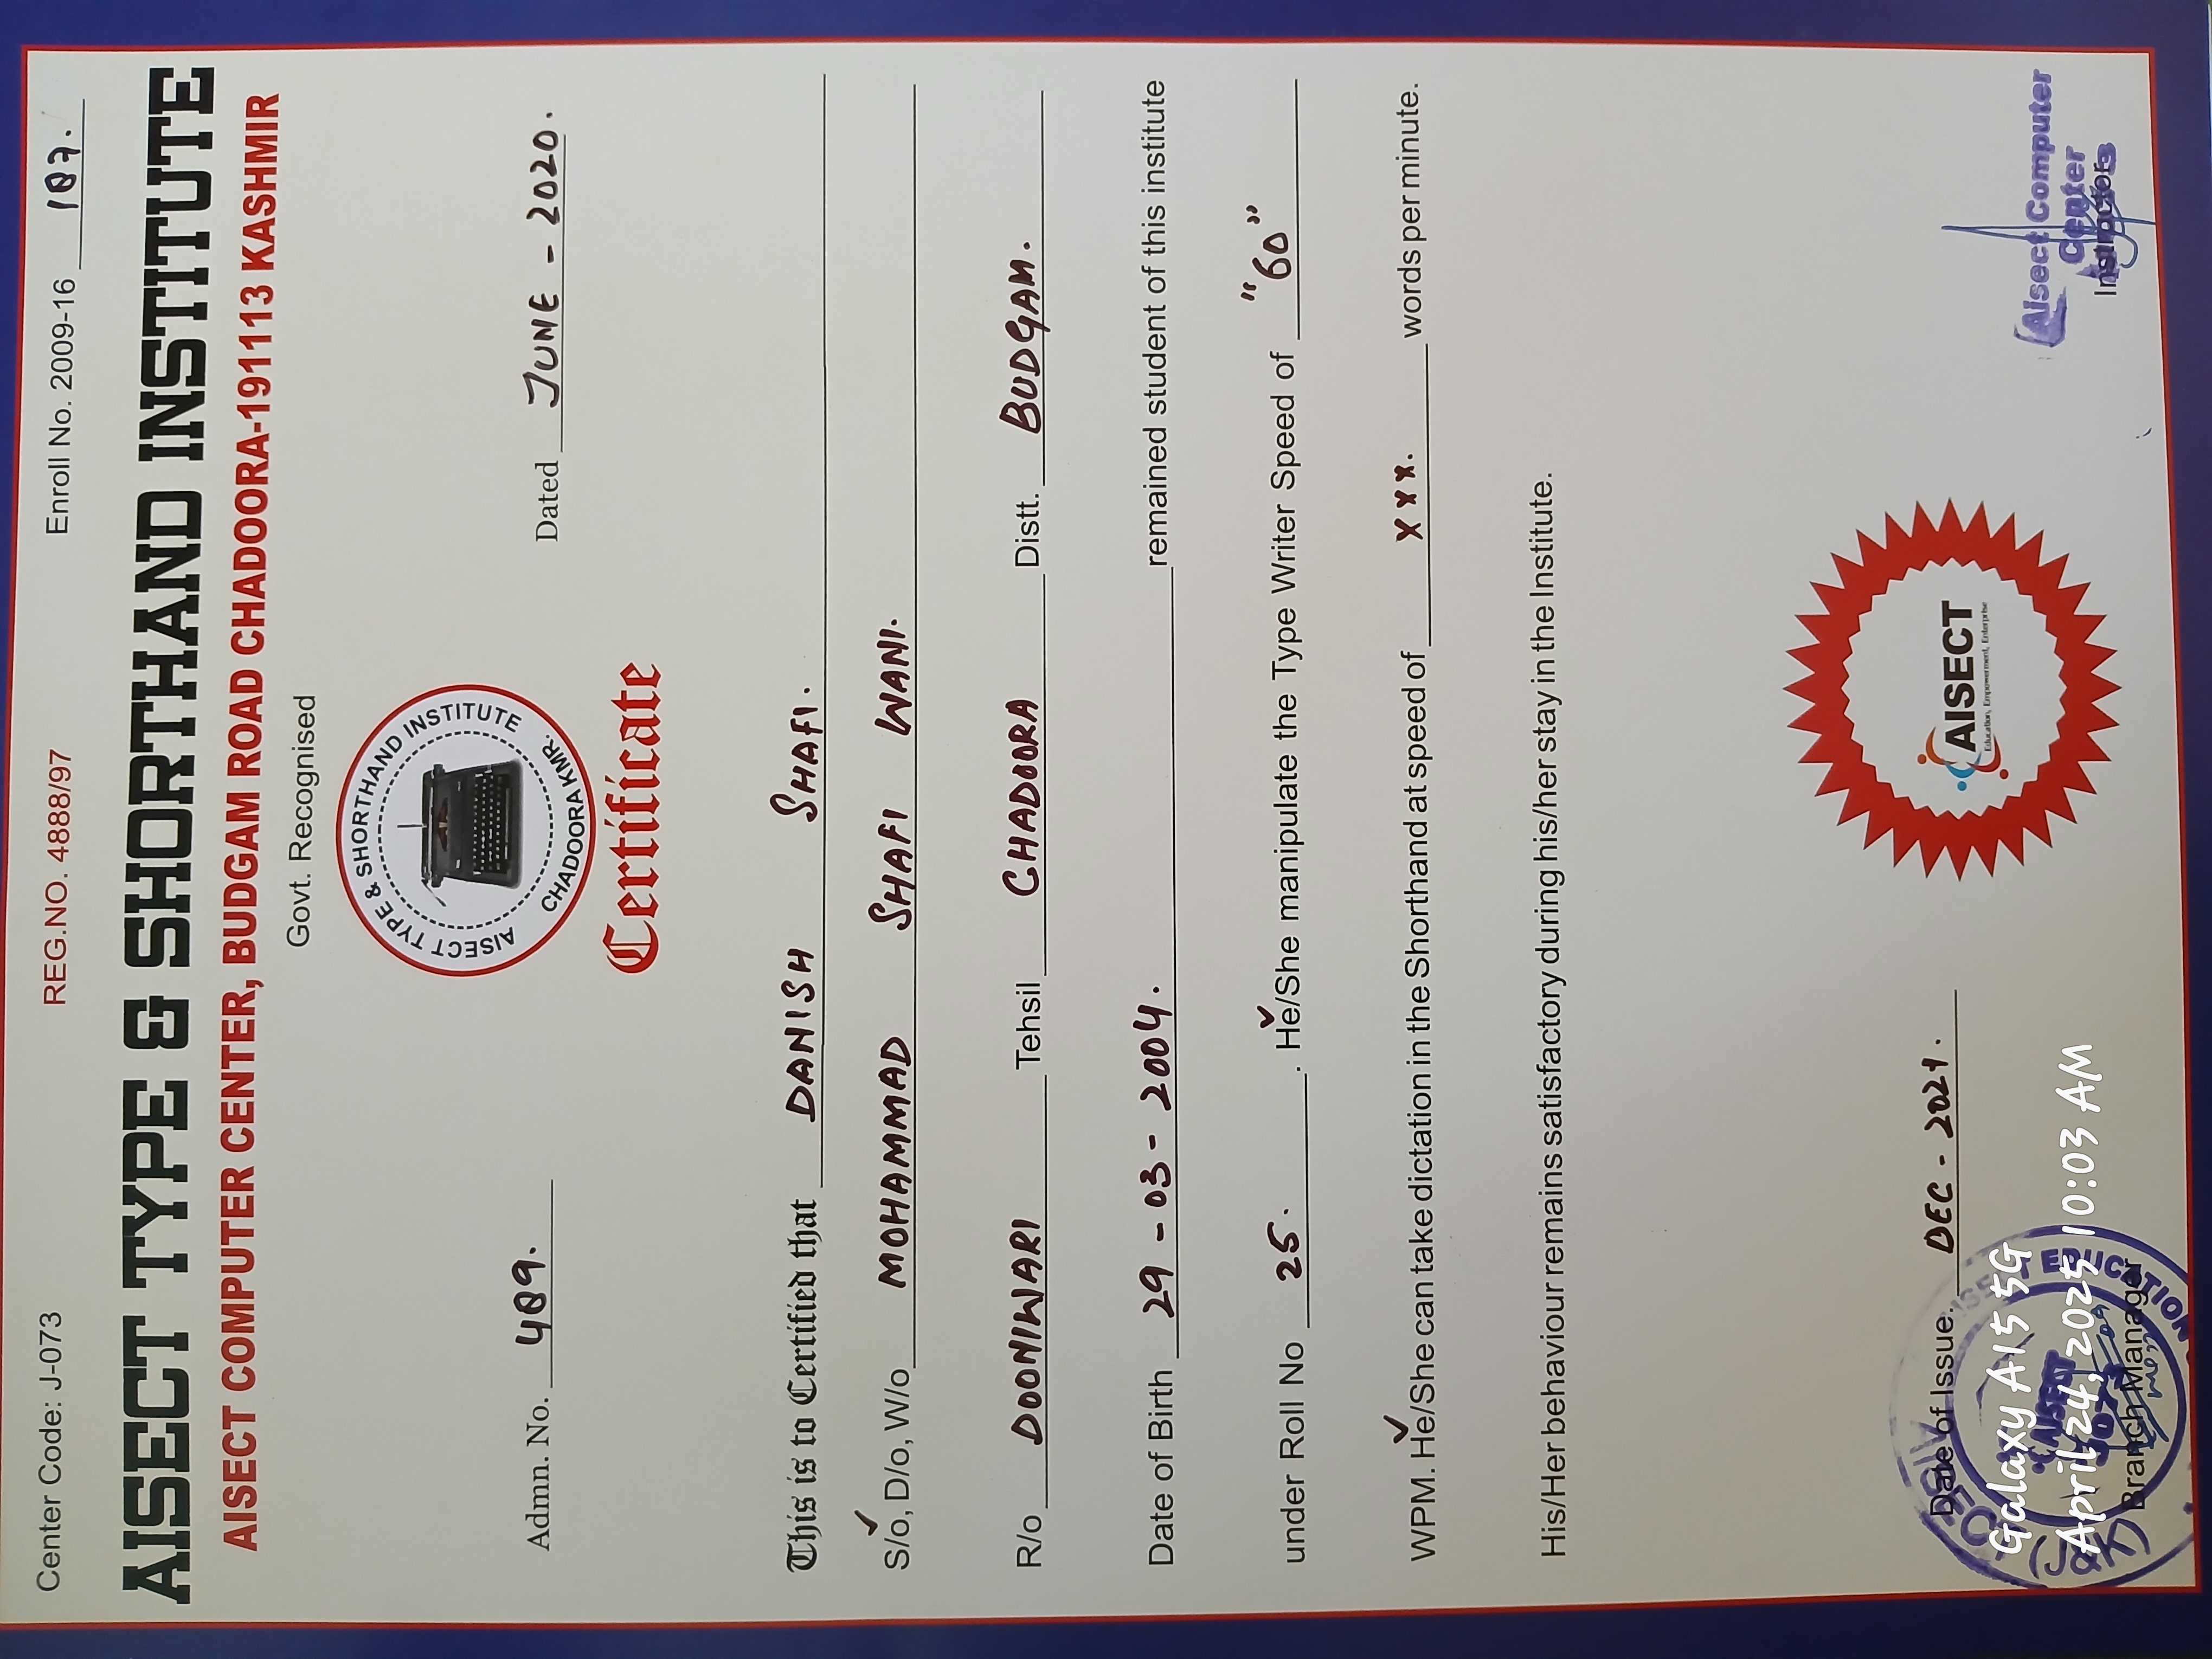 Center Code: J-073 REG.NO. 4888/97 Enroll No. 2009-16 187.
AISECT TYPE & SHORTHAND INSTITUTE
AISECT COMPUTER CENTER, BUDGAM ROAD CHADOORA-191113 KASHMIR
Govt. Recognised
AISECT TYPE & SHORTHAND INSTITUTE
CHADOORA KMR.
Admn. No. 489. Dated JUNE - 2020.
Certificate
This is to Certified that DANISH SHAFI.
S/o, D/o, W/o MOHAMMAD SHAFI WANI.
R/o DOONIWARI Tehsil CHADOORA Distt. BUDGAM.
Date of Birth 29 - 03 - 2004. remained student of this institute
under Roll No 25. . He/She manipulate the Type Writer Speed of "60"
WPM. He/She can take dictation in the Shorthand at speed of xxx. words per minute.
His/Her behaviour remains satisfactory during his/her stay in the Institute.
AISECT
Education, Empowerment, Enterprise
Date of Issue. DEC - 2021.
EDUCATION
(J&K)
Branch Manager
Aisect Computer
Center
Instructor
Galaxy A15 5G
April 24, 2025 10:03 AM